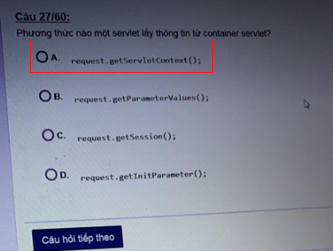 Câu 27/60:
Phương thức nào một servlet lấy thông tin từ container servlet?
A. request.getServletContext();
B. request.getParameterValues();
C. request.getSession();
D. request.getInitParameter();
Câu hỏi tiếp theo